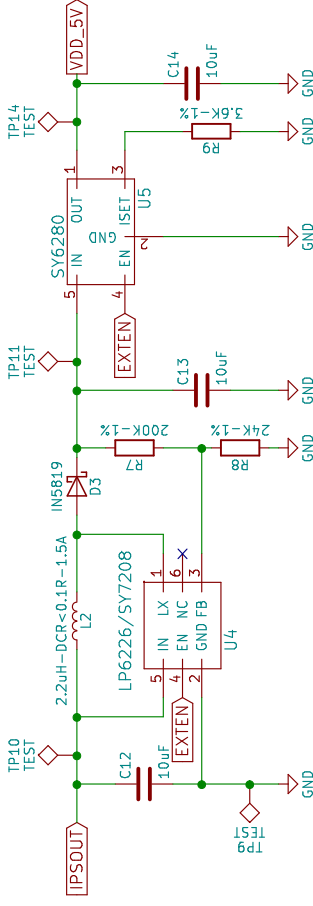 VDD_5V
C14
10uF
GND
TP14
TEST
3.6K-1%
R9
GND
1
3
OUT
ISET
U5
SY6280
GND
2
GND
IN
EN
5
4
EXTEN
TP11
TEST
C13
10uF
GND
200K-1%
R7
24K-1%
R8
GND
IN5819
D3
2.2uH-DCR<0.1R-1.5A
L2
LP6226/SY7208
1
6
3
LX
NC
FB
IN
EN
GND
U4
5
4
2
EXTEN
TP10
TEST
C12
10uF
GND
TP9
TEST
IPSOUT